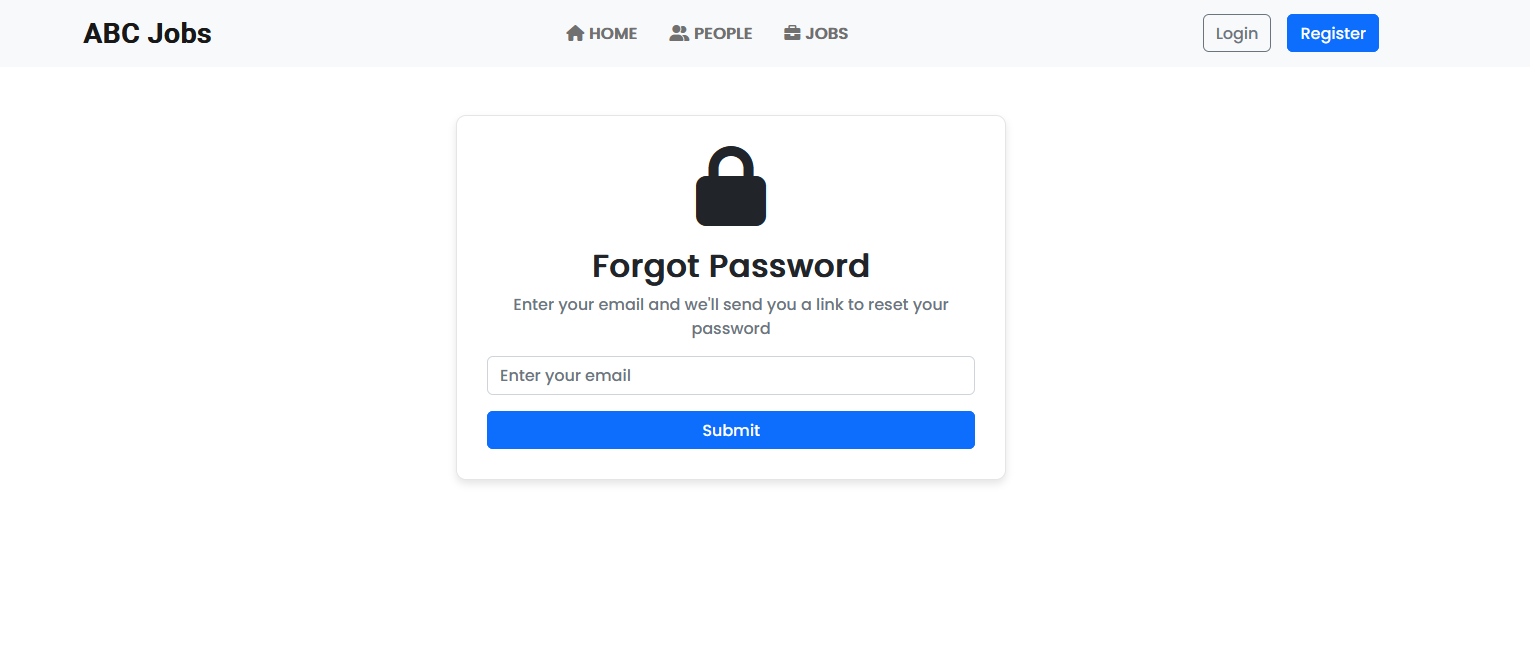 ABC Jobs
HOME
PEOPLE
JOBS
Login
Register
Forgot Password
Enter your email and we'll send you a link to reset your
password
Enter your email
Submit